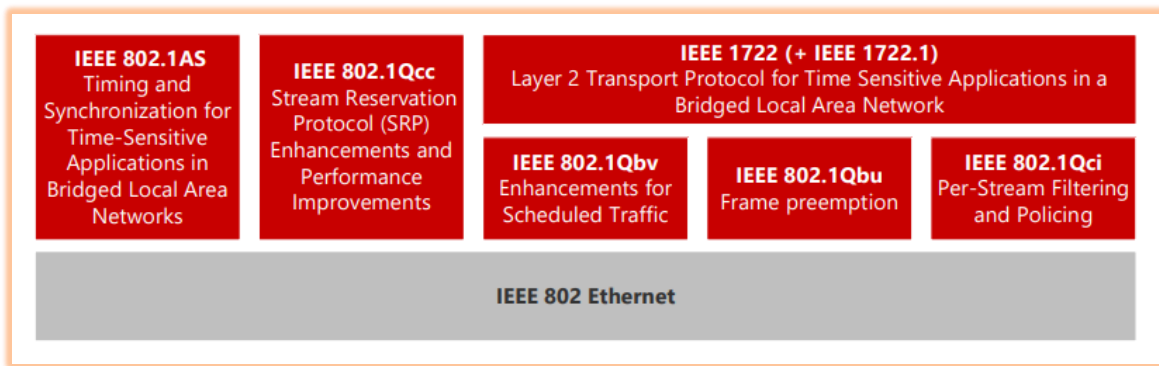 IEEE 802.1AS
Timing and
Synchronization for
Time-Sensitive
Applications in
Bridged Local Area
Networks
IEEE 802.1Qcc
Stream Reservation
Protocol (SRP)
Enhancements and
Performance
Improvements
IEEE 1722 (+ IEEE 1722.1)
Layer 2 Transport Protocol for Time Sensitive Applications in a
Bridged Local Area Network
IEEE 802.1Qbv
Enhancements for
Scheduled Traffic
IEEE 802.1Qbu
Frame preemption
IEEE 802.1Qci
Per-Stream Filtering
and Policing
IEEE 802 Ethernet